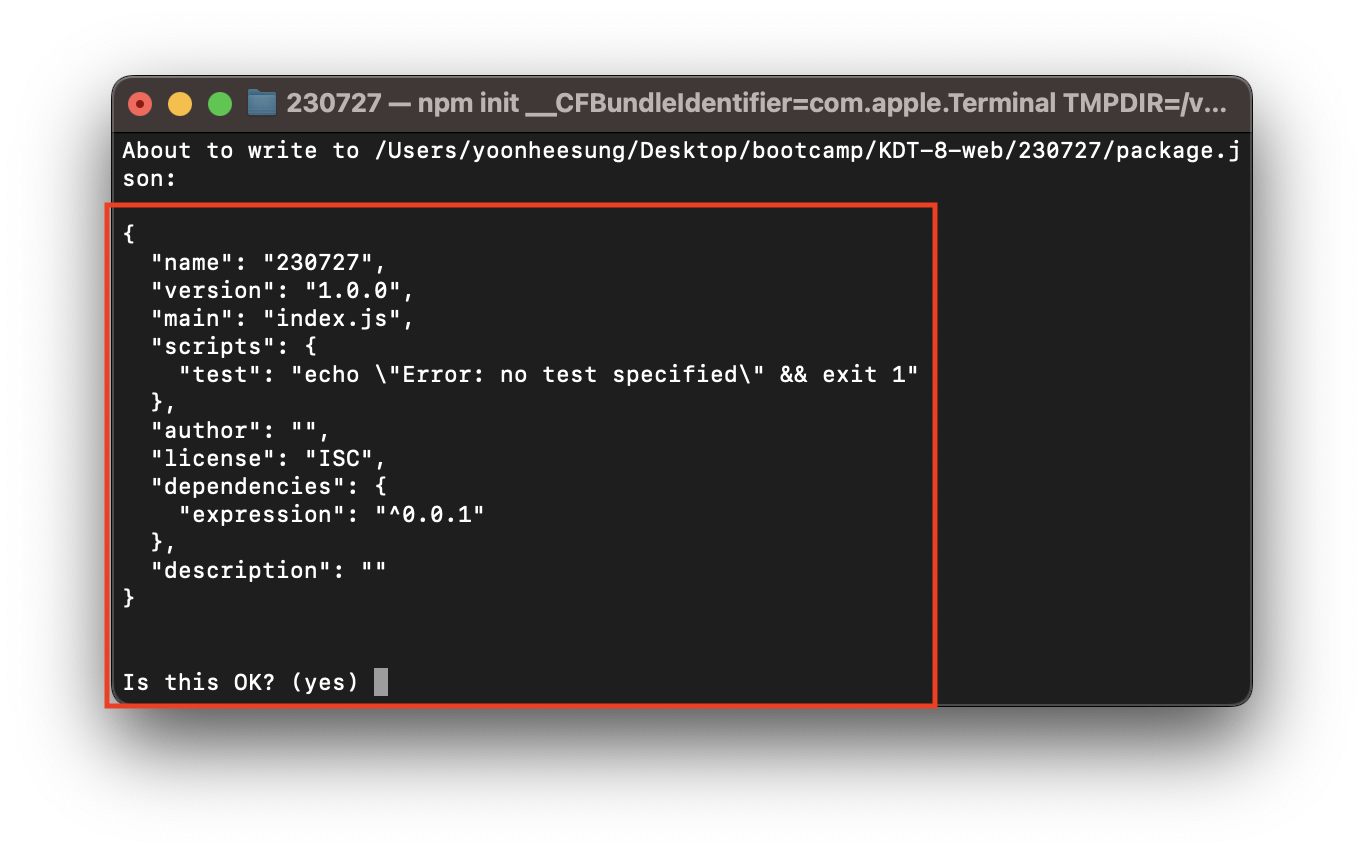 230727 — npm init __CFBundleIdentifier=com.apple.Terminal TMPDIR=/v...
About to write to /Users/yoonheesung/Desktop/bootcamp/KDT-8-web/230727/package.j
son:
{
  "name": "230727",
  "version": "1.0.0",
  "main": "index.js",
  "scripts": {
    "test": "echo \"Error: no test specified\" && exit 1"
  },
  "author": "",
  "license": "ISC",
  "dependencies": {
    "expression": "^0.0.1"
  },
  "description": ""
}
Is this OK? (yes)